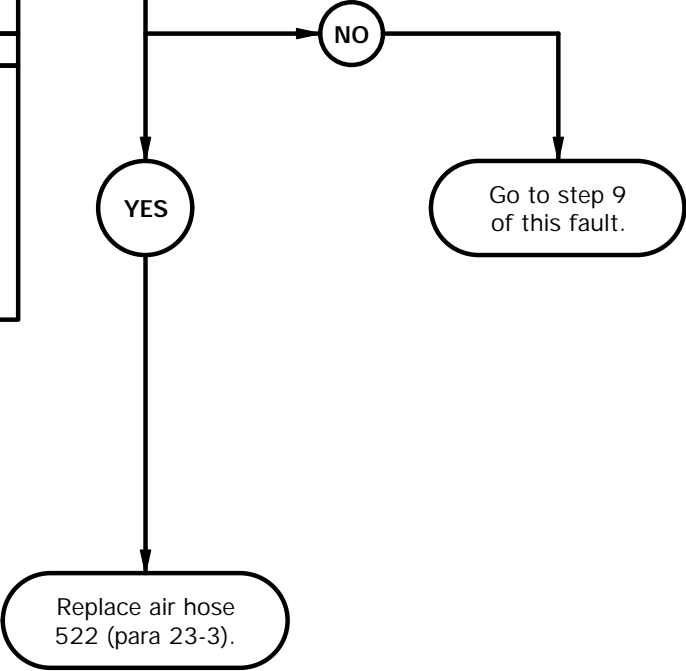 NO
YES
Go to step 9
of this fault.
Replace air hose
522 (para 23-3).